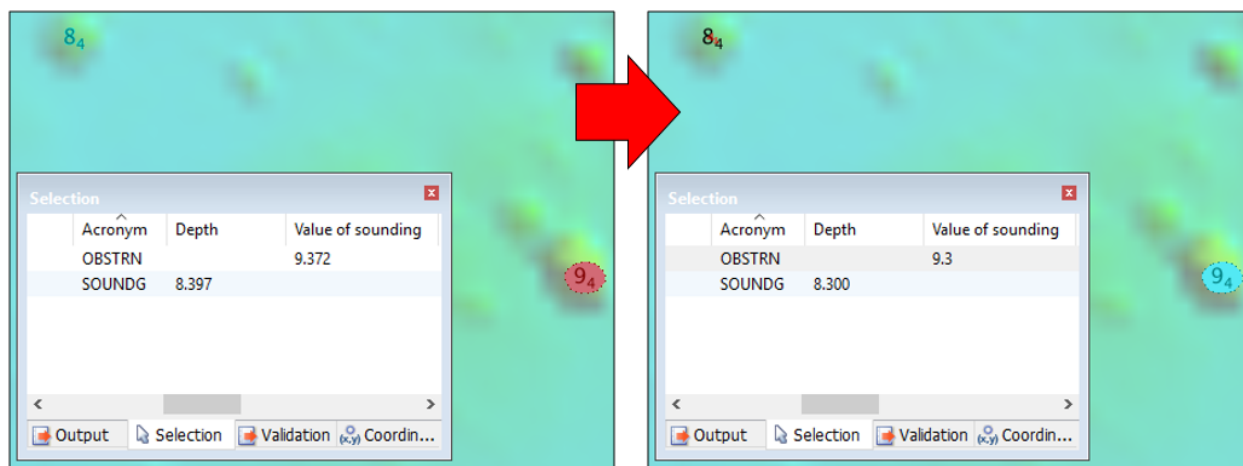 8₄
Selection
Acronym Depth Value of sounding
OBSTRN 9.372
SOUNDG 8.397
9₄
Output Selection Validation (x,y) Coordin...
8₄
Selection
Acronym Depth Value of sounding
OBSTRN 9.3
SOUNDG 8.300
9₄
Output Selection Validation (x,y) Coordin...